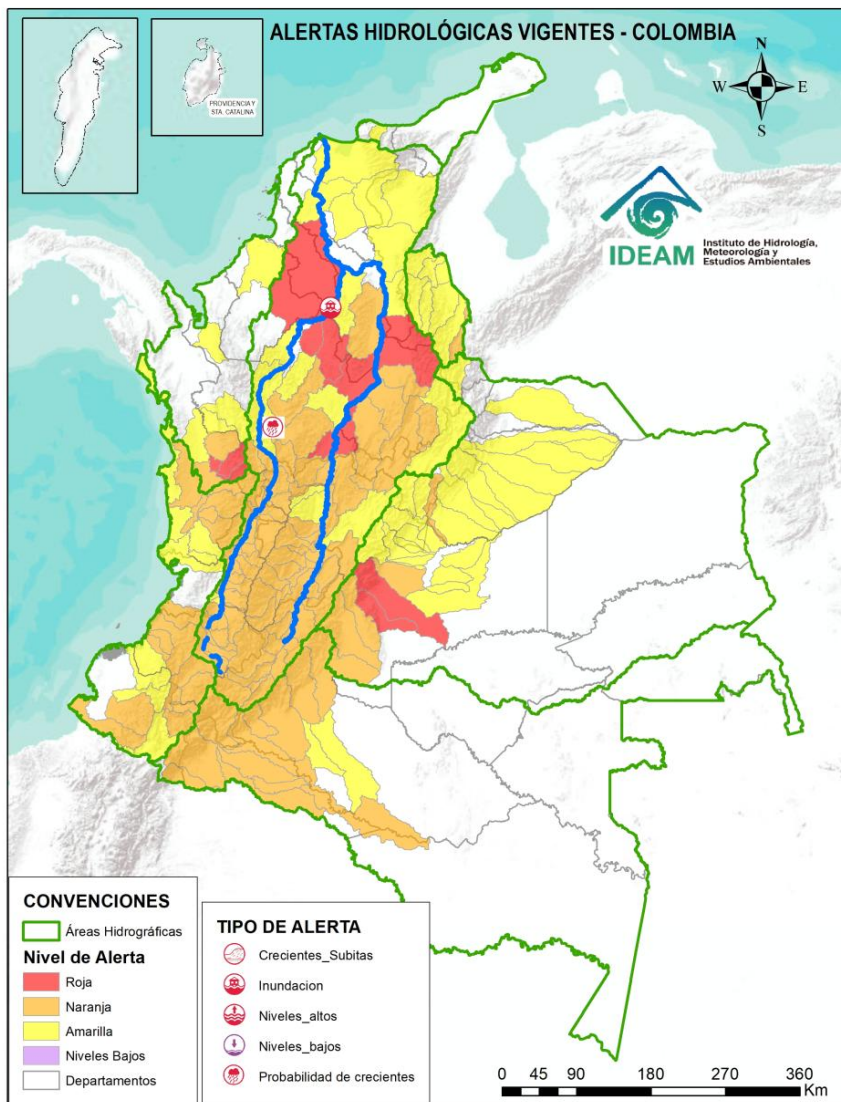 ALERTAS HIDROLÓGICAS VIGENTES - COLOMBIA
PROVIDENCIA Y
STA. CATALINA
N
W
E
S
IDEAM
Instituto de Hidrología,
Meteorología y
Estudios Ambientales
CONVENCIONES
Áreas Hidrográficas
Nivel de Alerta
Roja
Naranja
Amarilla
Niveles Bajos
Departamentos
TIPO DE ALERTA
Crecientes_Subitas
Inundacion
Niveles_altos
Niveles_bajos
Probabilidad de crecientes
0 45 90 180 270 360
Km